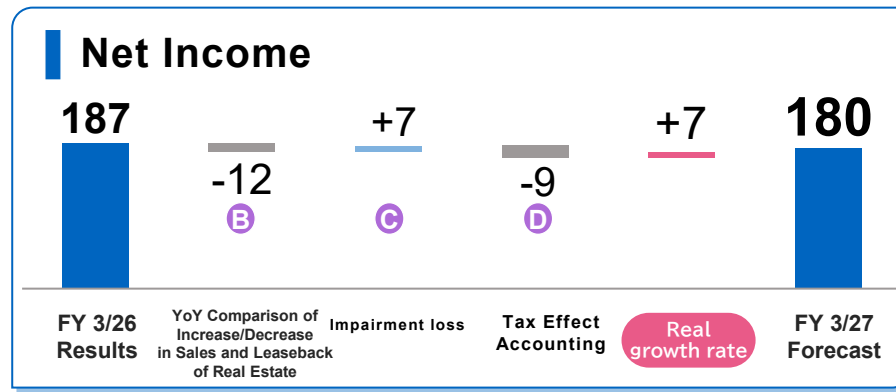 Net Income
187
-12
+7
-9
+7
180
B
C
D
FY 3/26
Results
YoY Comparison of
Increase/Decrease
in Sales and Leaseback
of Real Estate
Impairment loss
Tax Effect
Accounting
Real
growth rate
FY 3/27
Forecast